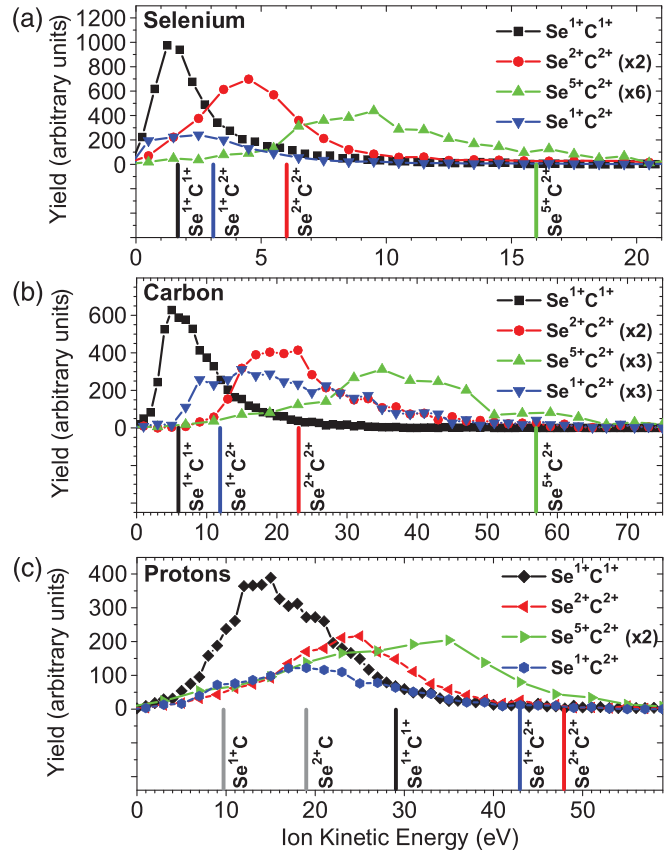 (a)
Selenium
Yield (arbitrary units)
1200
1000
800
600
400
200
0
Se¹⁺C¹⁺
Se²⁺C²⁺ (x2)
Se⁵⁺C²⁺ (x6)
Se¹⁺C²⁺
Se¹⁺C¹⁺
Se¹⁺C²⁺
Se²⁺C²⁺
Se⁵⁺C²⁺
0 5 10 15 20
(b)
Carbon
Yield (arbitrary units)
600
400
200
0
Se¹⁺C¹⁺
Se²⁺C²⁺ (x2)
Se⁵⁺C²⁺ (x3)
Se¹⁺C²⁺ (x3)
Se¹⁺C¹⁺
Se¹⁺C²⁺
Se²⁺C²⁺
Se⁵⁺C²⁺
0 10 20 30 40 50 60 70
(c)
Protons
Yield (arbitrary units)
400
300
200
100
0
Se¹⁺C¹⁺
Se²⁺C²⁺
Se⁵⁺C²⁺ (x2)
Se¹⁺C²⁺
Se¹⁺C
Se²⁺C
Se¹⁺C¹⁺
Se¹⁺C²⁺
Se²⁺C²⁺
0 10 20 30 40 50
Ion Kinetic Energy (eV)